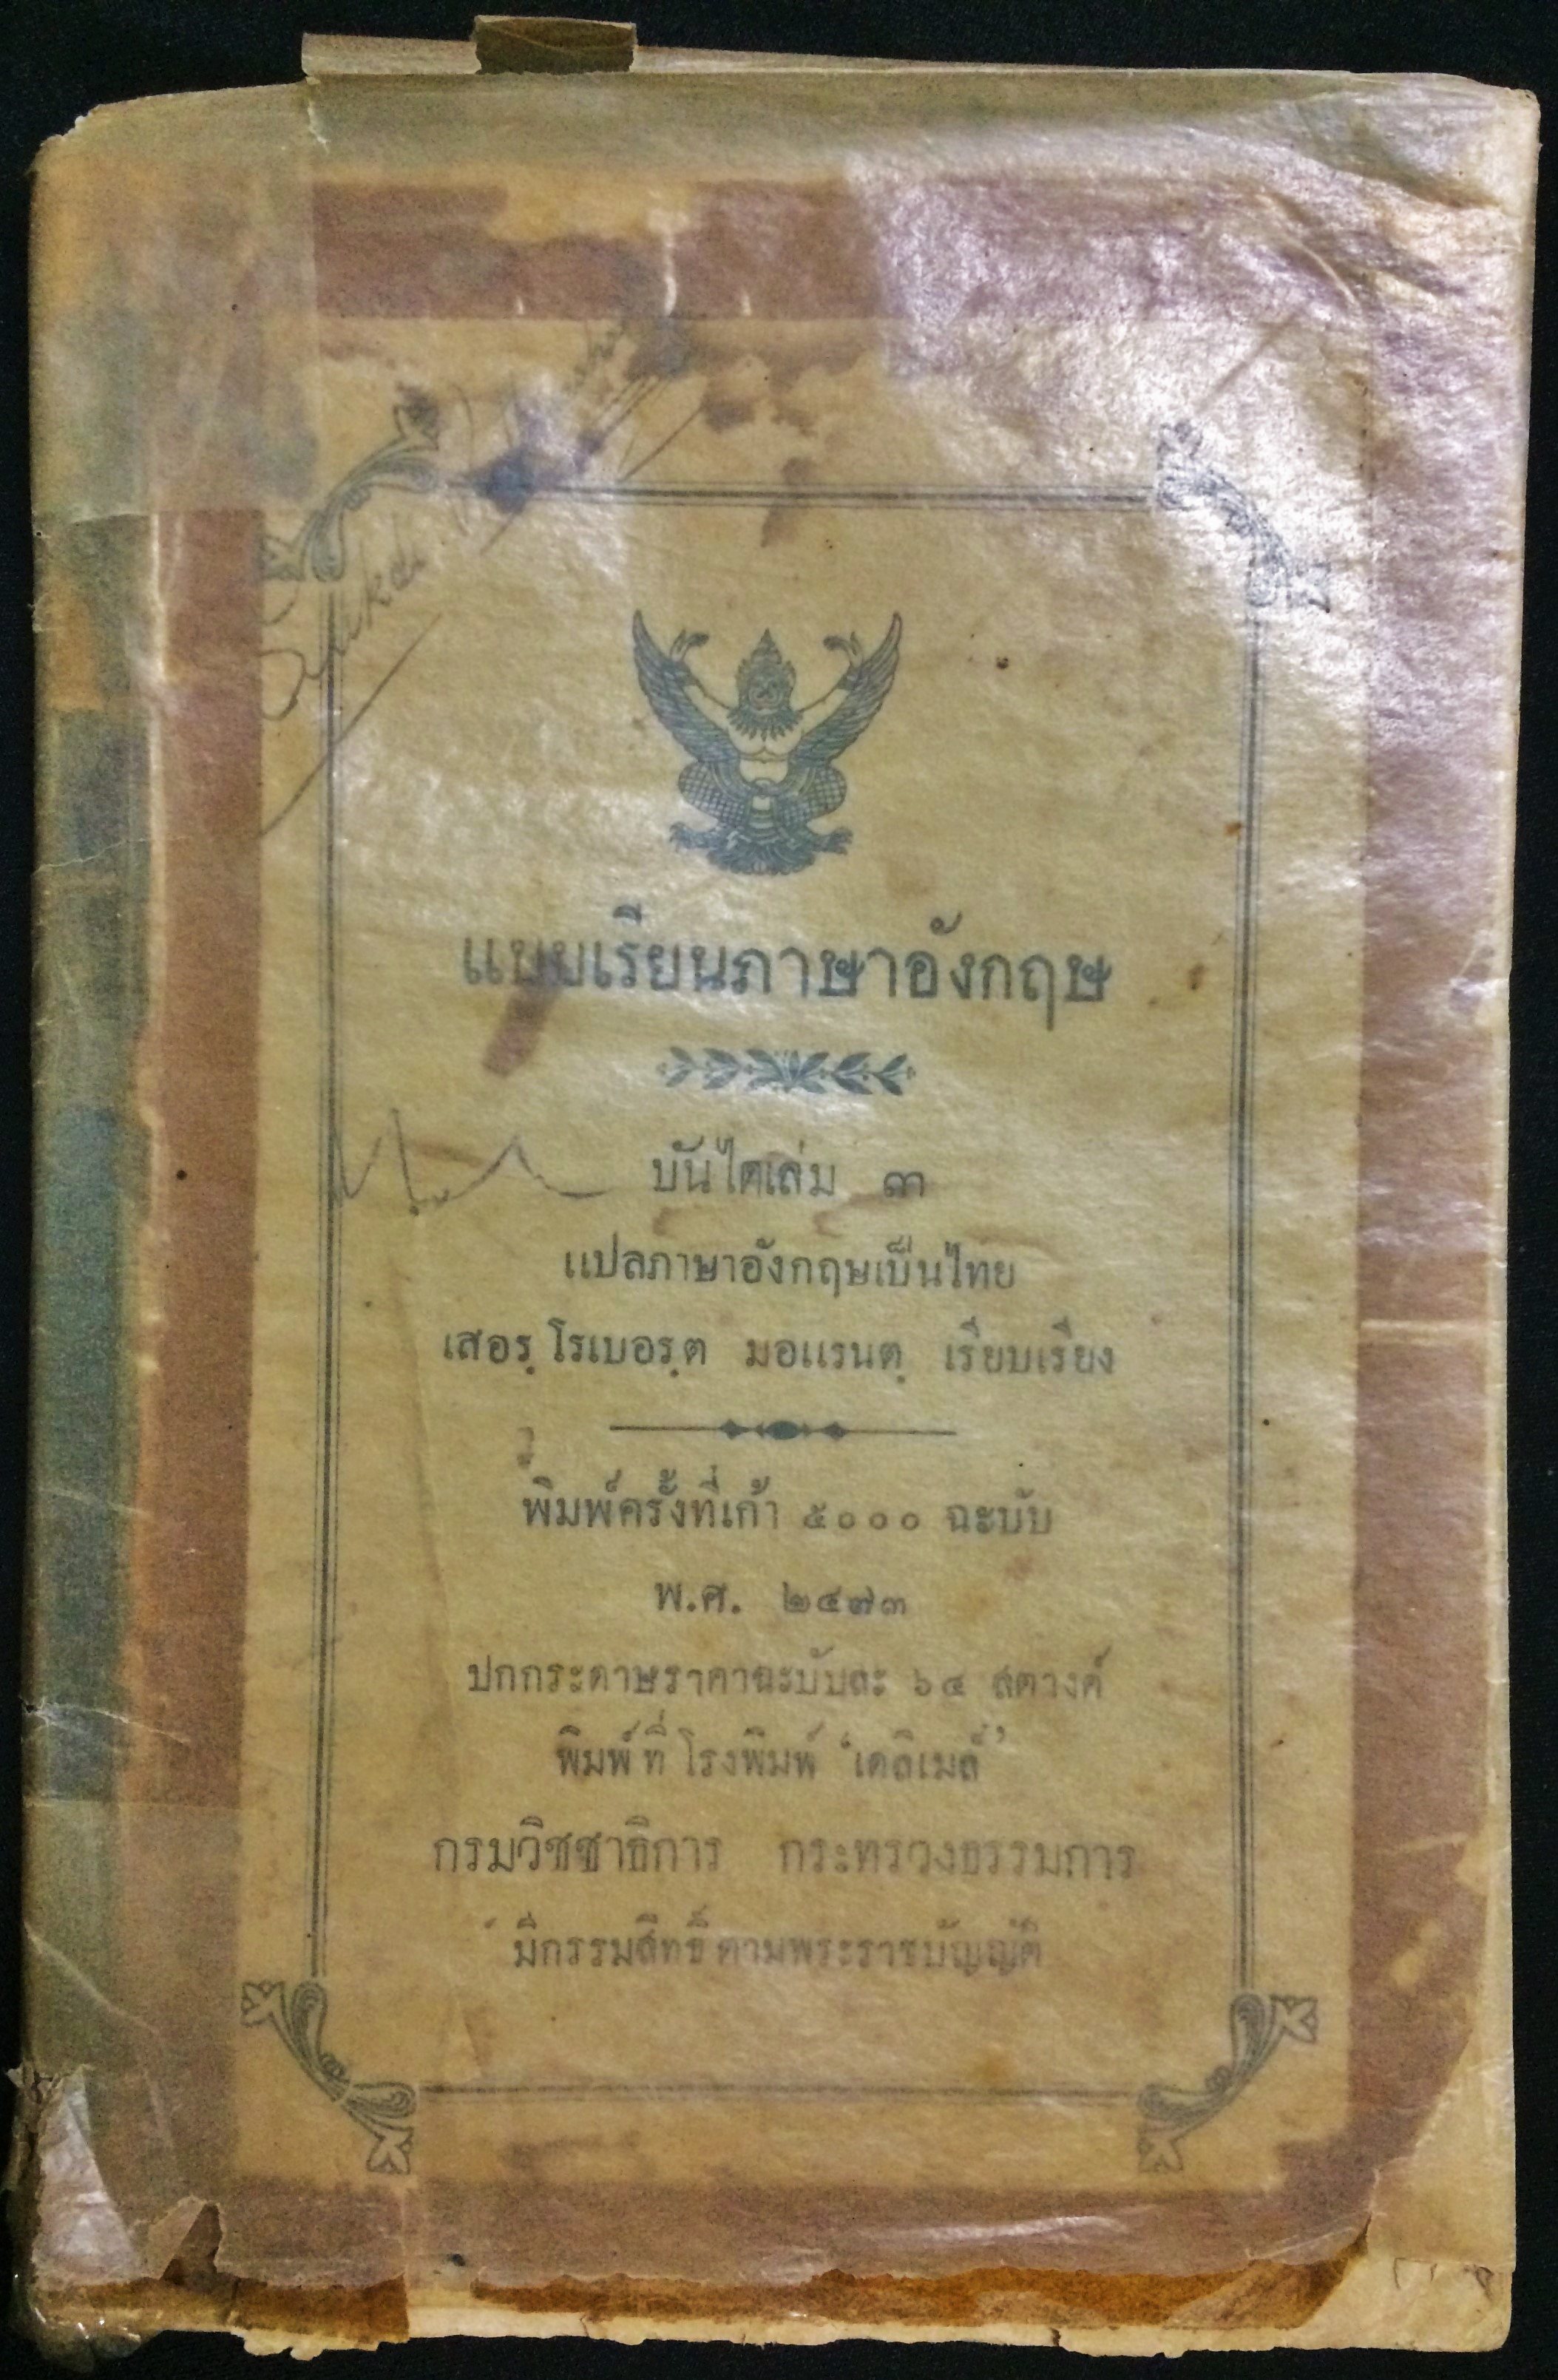 แบบเรียนภาษาอังกฤษ
บันไดเล่ม ๓
แปลภาษาอังกฤษเป็นไทย
เสอรฺ โรเบอรฺต มอแรนตฺ เรียบเรียง
พิมพ์ครั้งที่เก้า ๕๐๐๐ ฉะบับ
พ.ศ. ๒๔๗๓
ปกกระดาษราคาฉะบับละ ๖๔ สตางค์
พิมพ์ที่ โรงพิมพ์ ‘เดลิเมล์’
กรมวิชชาธิการ กระทรวงธรรมการ
มีกรรมสิทธิ์ ตามพระราชบัญญัติ